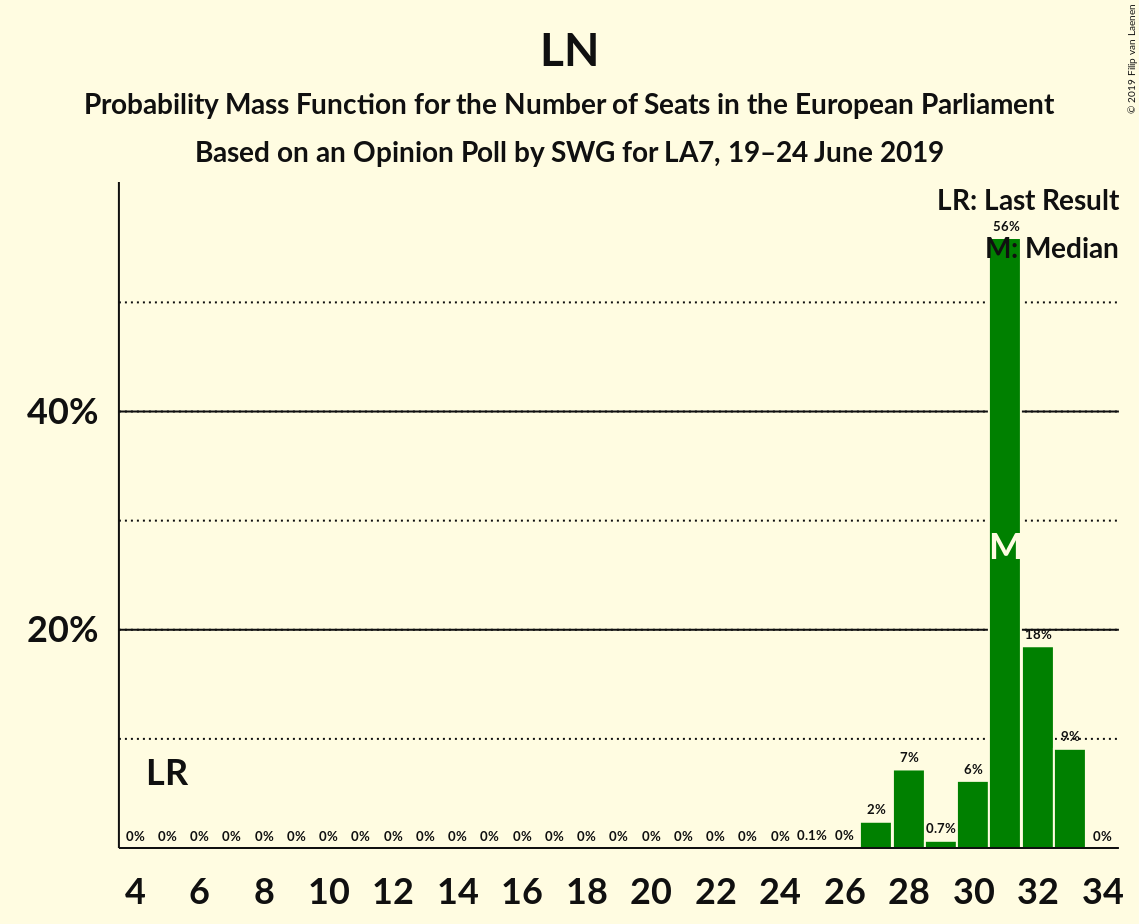 LN
Probability Mass Function for the Number of Seats in the European Parliament
Based on an Opinion Poll by SWG for LA7, 19–24 June 2019
© 2019 Filip van Laenen
LR: Last Result
M: Median
40%
20%
LR
M
0% 0% 0% 0% 0% 0% 0% 0% 0% 0% 0% 0% 0% 0% 0% 0% 0% 0% 0% 0% 0% 0.1% 0% 2% 7% 0.7% 6% 56% 18% 9% 0%
4 6 8 10 12 14 16 18 20 22 24 26 28 30 32 34